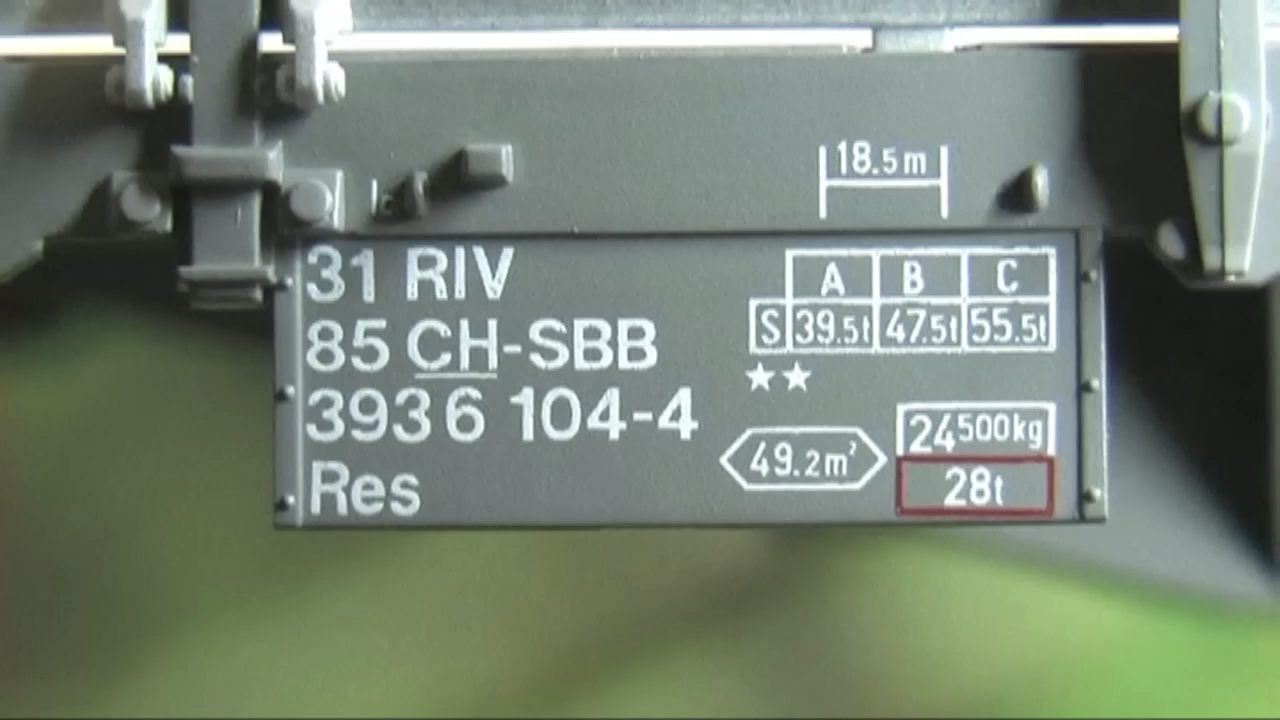 18.5m
31 RIV
85 CH-SBB
3936 104-4
Res
A B C
S 39.5t 47.5t 55.5t
★★
49.2m²
24500kg
28t